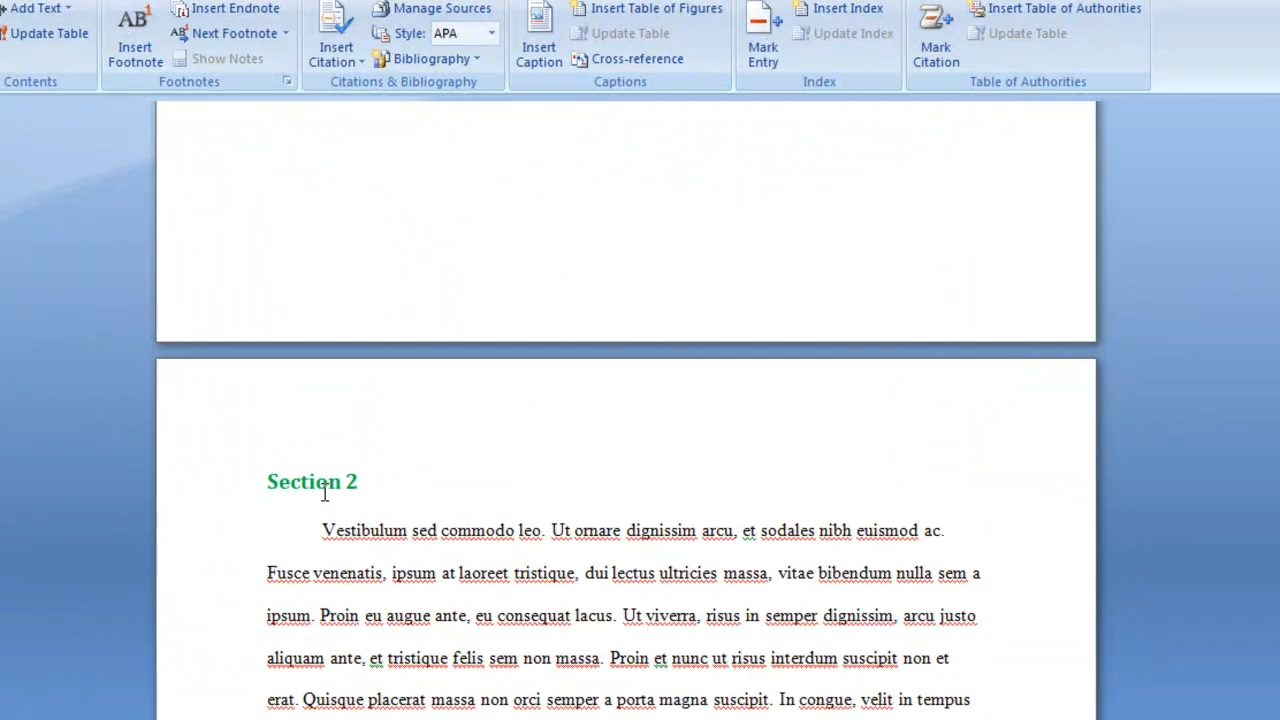 Add Text
Update Table
Contents
AB1
Insert Footnote
Insert Endnote
AB1 Next Footnote
Show Notes
Footnotes
Insert Citation
Manage Sources
Style: APA
Bibliography
Citations & Bibliography
Insert Caption
Insert Table of Figures
Update Table
Cross-reference
Captions
Mark Entry
Insert Index
Update Index
Index
Mark Citation
Insert Table of Authorities
Update Table
Table of Authorities
Section 2
Vestibulum sed commodo leo. Ut ornare dignissim arcu, et sodales nibh euismod ac.
Fusce venenatis, ipsum at laoreet tristique, dui lectus ultricies massa, vitae bibendum nulla sem a
ipsum. Proin eu augue ante, eu consequat lacus. Ut viverra, risus in semper dignissim, arcu justo
aliquam ante, et tristique felis sem non massa. Proin et nunc ut risus interdum suscipit non et
erat. Quisque placerat massa non orci semper a porta magna suscipit. In congue, velit in tempus